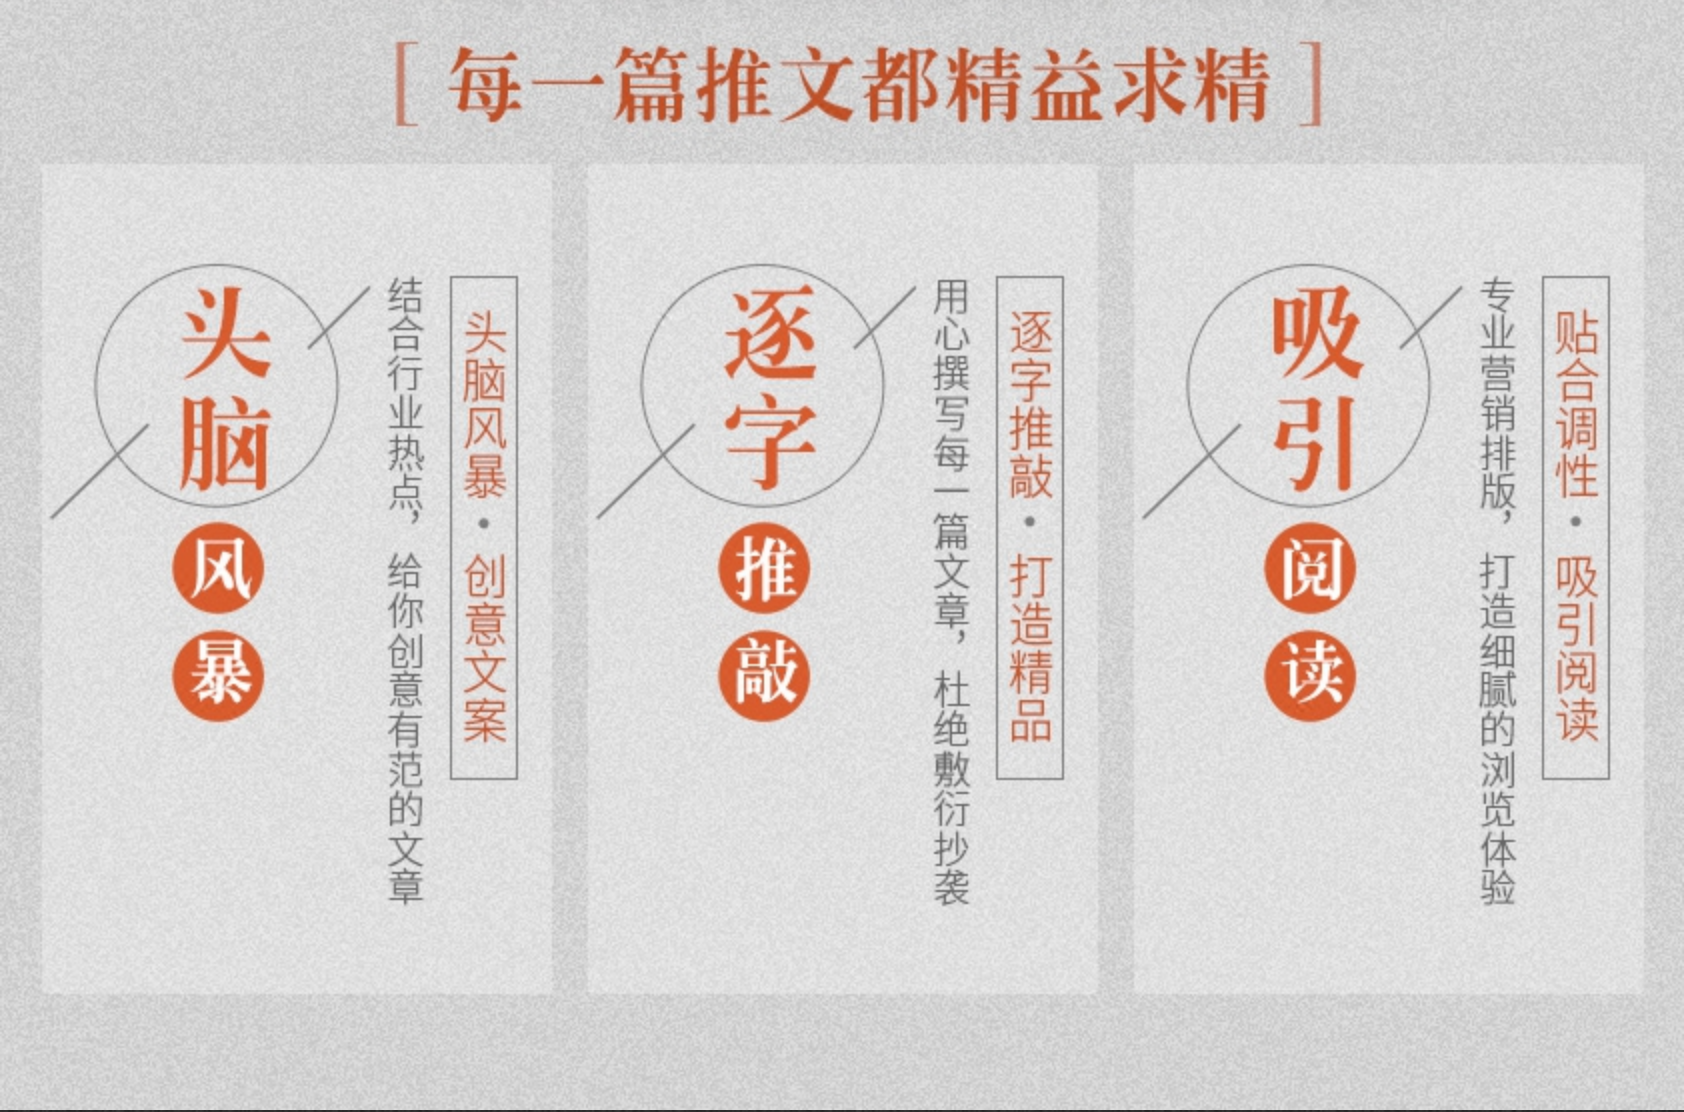 [ 每一篇推文都精益求精 ]
头脑
风暴
结合行业热点，给你创意有范的文章
头脑风暴・创意文案
逐字
推敲
用心撰写每一篇文章，杜绝敷衍抄袭
逐字推敲・打造精品
吸引
阅读
专业营销排版，打造细腻的浏览体验
贴合调性・吸引阅读